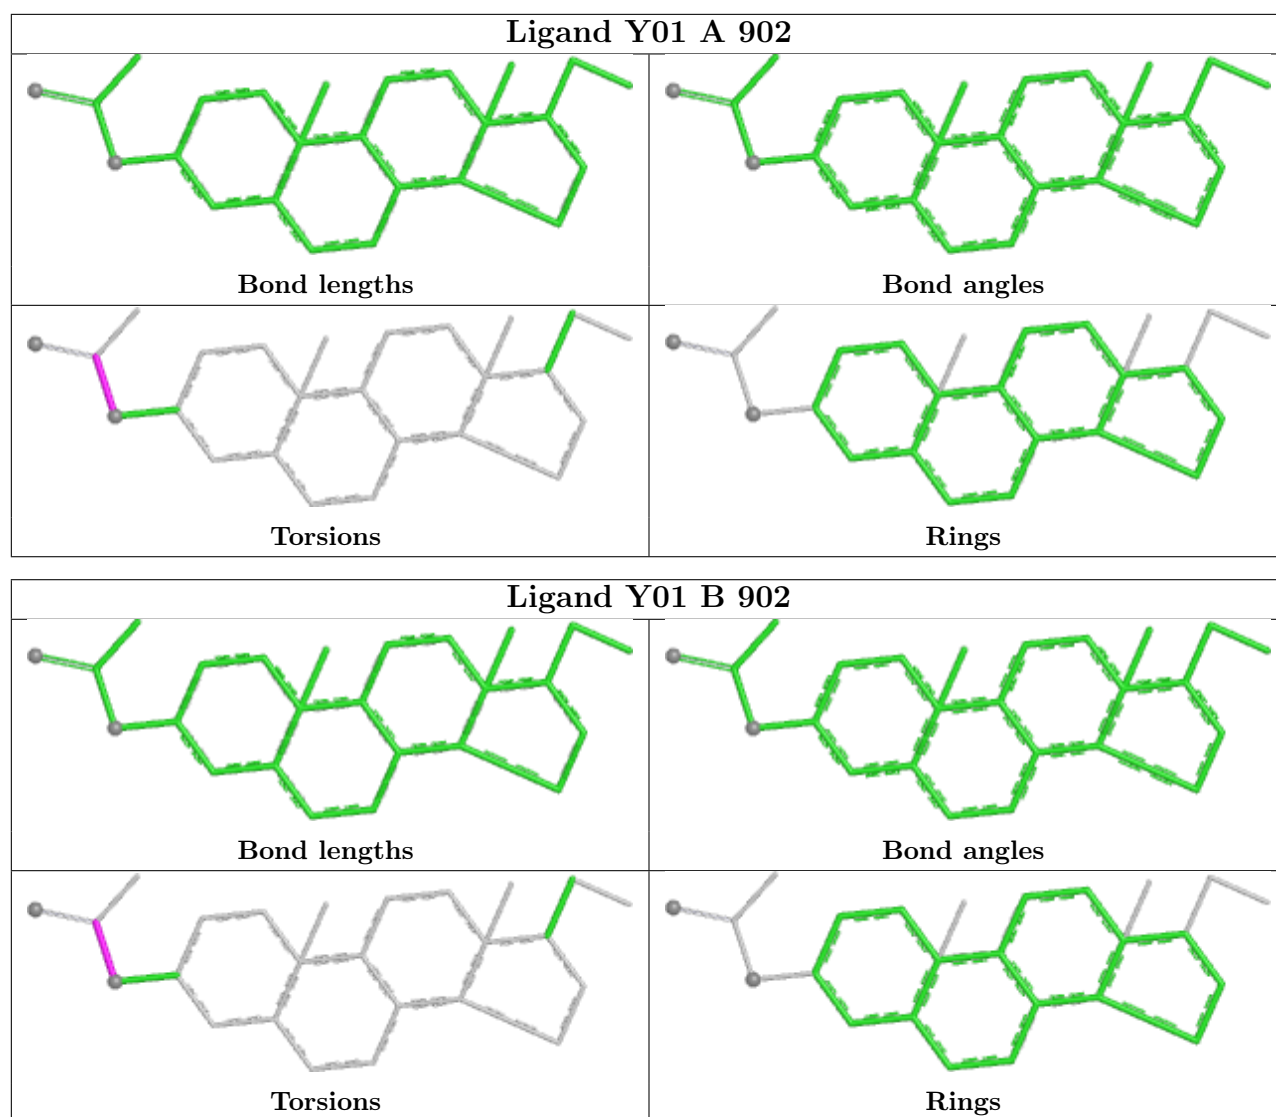 Ligand Y01 A 902
Bond lengths
Bond angles
Torsions
Rings
Ligand Y01 B 902
Bond lengths
Bond angles
Torsions
Rings